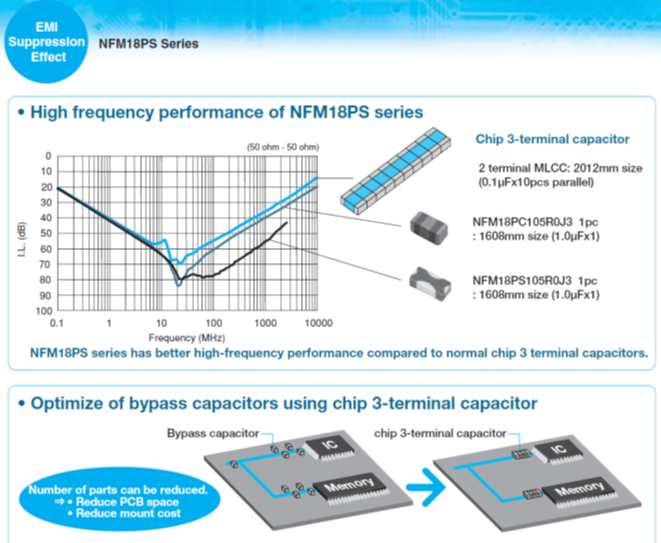 EMI
Suppression
Effect
NFM18PS Series
• High frequency performance of NFM18PS series
(50 ohm - 50 ohm)
0
10
20
30
40
50
60
70
80
90
100
I.L. (dB)
0.1 1 10 100 1000 10000
Frequency (MHz)
Chip 3-terminal capacitor
2 terminal MLCC: 2012mm size
(0.1µFx10pcs parallel)
NFM18PC105R0J3 1pc
: 1608mm size (1.0µFx1)
NFM18PS105R0J3 1pc
: 1608mm size (1.0µFx1)
NFM18PS series has better high-frequency performance compared to normal chip 3 terminal capacitors.
• Optimize of bypass capacitors using chip 3-terminal capacitor
Bypass capacitor
chip 3-terminal capacitor
IC
Memory
IC
Memory
Number of parts can be reduced.
⇒ • Reduce PCB space
• Reduce mount cost